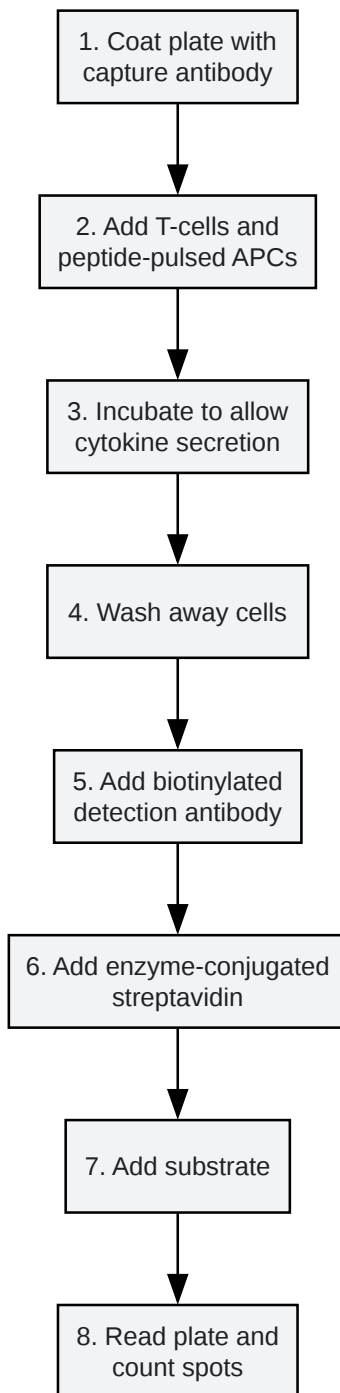 1. Coat plate with
capture antibody
2. Add T-cells and
peptide-pulsed APCs
3. Incubate to allow
cytokine secretion
4. Wash away cells
5. Add biotinylated
detection antibody
6. Add enzyme-conjugated
streptavidin
7. Add substrate
8. Read plate and
count spots